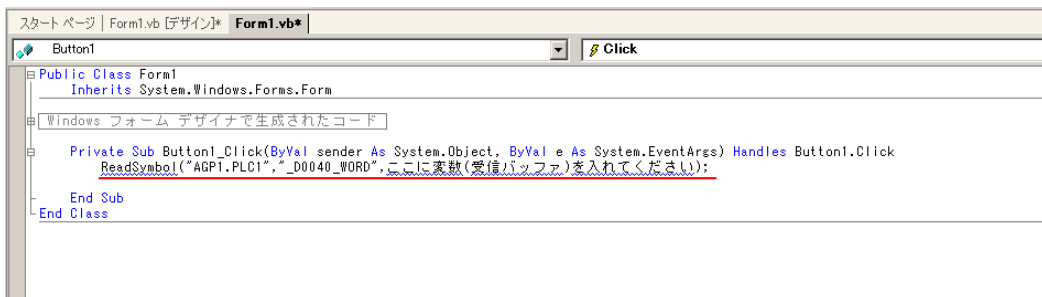 スタート ページ | Form1.vb [デザイン]* Form1.vb*
Button1 Click
Public Class Form1
Inherits System.Windows.Forms.Form
Windows フォーム デザイナで生成されたコード
Private Sub Button1_Click(ByVal sender As System.Object, ByVal e As System.EventArgs) Handles Button1.Click
ReadSymbol("AGP1.PLC1","_D0040_WORD",ここに変数(受信バッファ)を入れてください);
End Sub
End Class